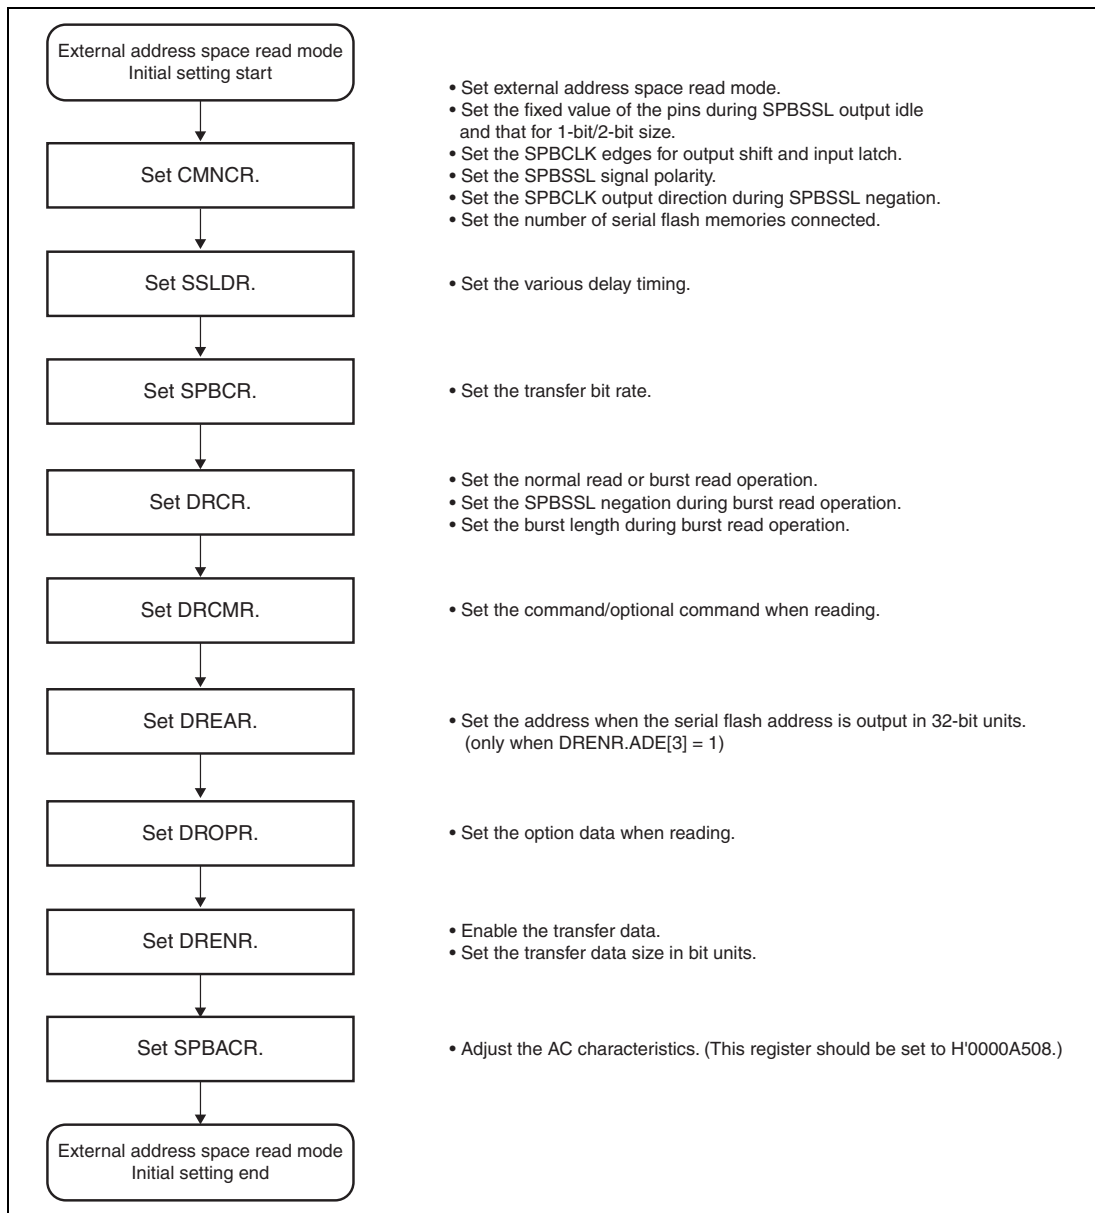 External address space read mode
Initial setting start
• Set external address space read mode.
• Set the fixed value of the pins during SPBSSL output idle
and that for 1-bit/2-bit size.
• Set the SPBCLK edges for output shift and input latch.
• Set the SPBSSL signal polarity.
• Set the SPBCLK output direction during SPBSSL negation.
• Set the number of serial flash memories connected.
Set CMNCR.
Set SSLDR.
• Set the various delay timing.
Set SPBCR.
• Set the transfer bit rate.
Set DRCR.
• Set the normal read or burst read operation.
• Set the SPBSSL negation during burst read operation.
• Set the burst length during burst read operation.
Set DRCMR.
• Set the command/optional command when reading.
Set DREAR.
• Set the address when the serial flash address is output in 32-bit units.
(only when DRENR.ADE[3] = 1)
Set DROPR.
• Set the option data when reading.
Set DRENR.
• Enable the transfer data.
• Set the transfer data size in bit units.
Set SPBACR.
• Adjust the AC characteristics. (This register should be set to H'0000A508.)
External address space read mode
Initial setting end